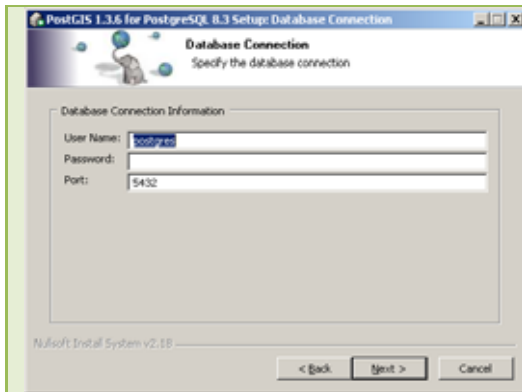 PostGIS 1.3.6 for PostgreSQL 8.3 Setup: Database Connection
Database Connection
Specify the database connection
Database Connection Information
User Name: postgres
Password:
Port: 5432
Nullsoft Install System v2.18
< Back
Next >
Cancel